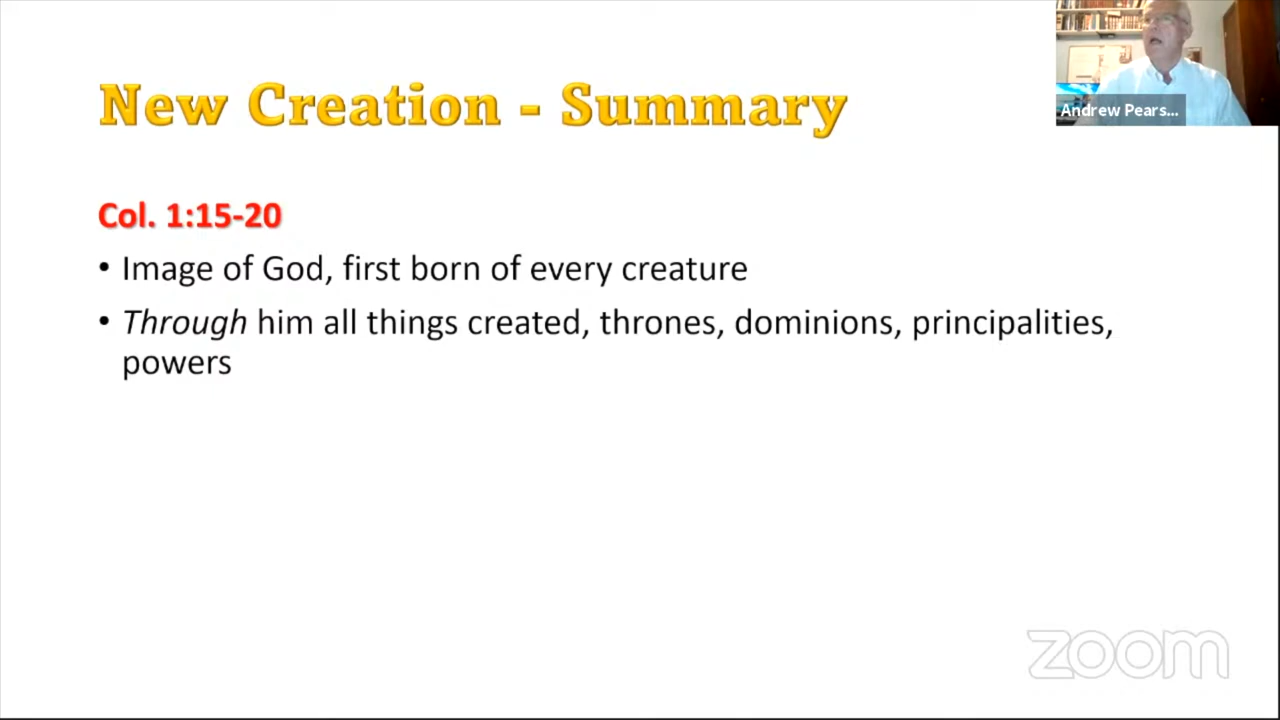 New Creation - Summary
Andrew Pears...
Col. 1:15-20
• Image of God, first born of every creature
• Through him all things created, thrones, dominions, principalities,
powers
zoom